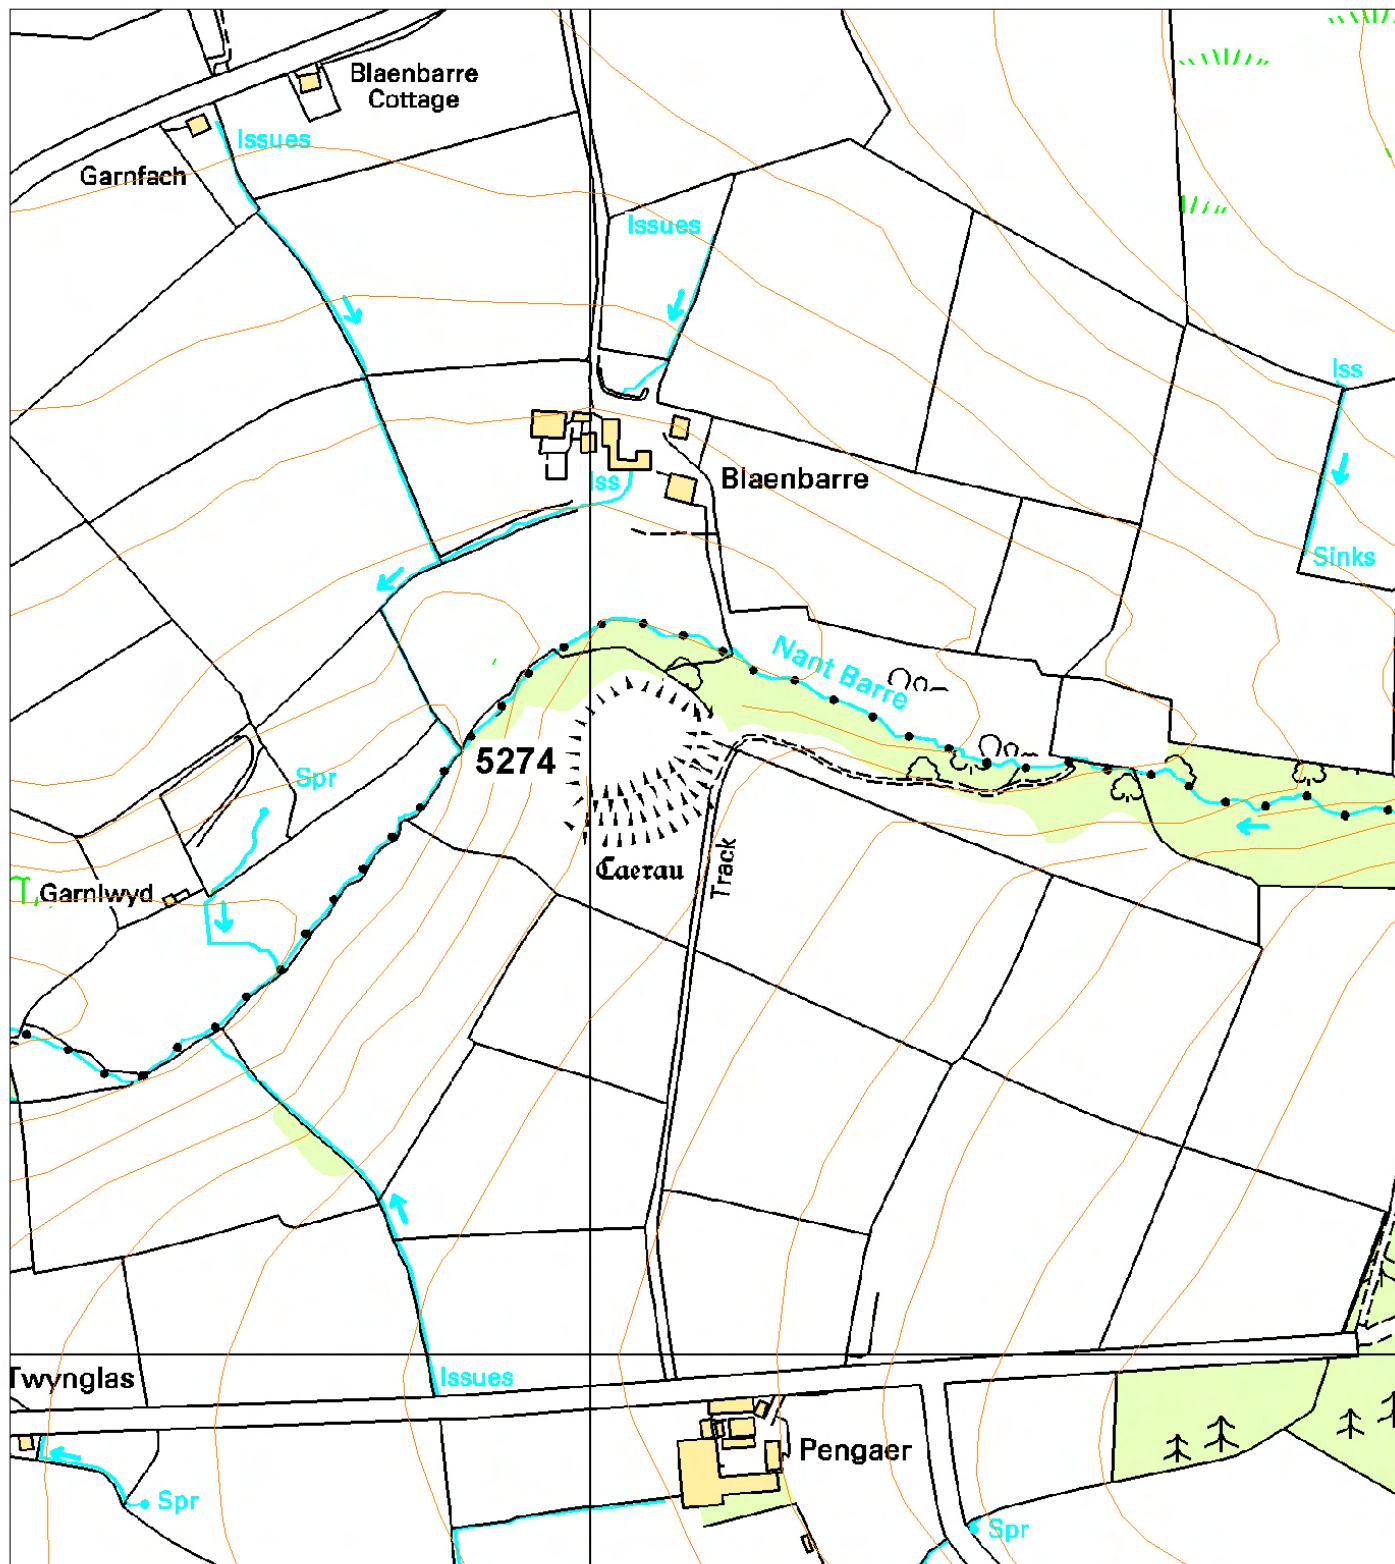 Blaenbarre
Cottage
Issues
Garnfach
Issues
Iss
Blaenbarre
Iss
Sinks
Nant Barre
5274
Spr
Caerau
Track
Garnlwyd
Twynglas
Issues
Pengaer
Spr
Spr